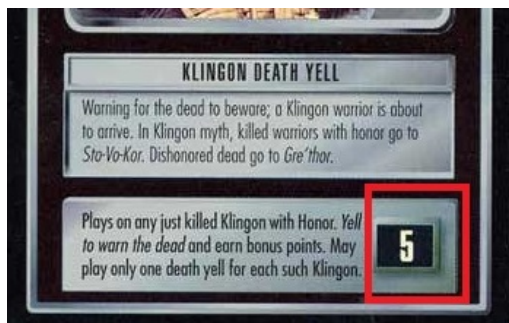 KLINGON DEATH YELL
Warning for the dead to beware; a Klingon warrior is about
to arrive. In Klingon myth, killed warriors with honor go to
Sto-Vo-Kor. Dishonored dead go to Gre'thor.
Plays on any just killed Klingon with Honor. Yell
to warn the dead and earn bonus points. May
play only one death yell for each such Klingon.
5